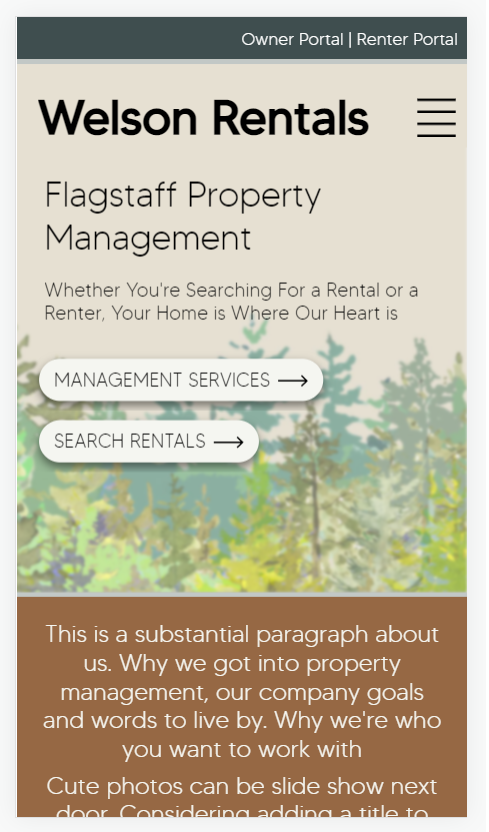 Owner Portal | Renter Portal
Welson Rentals
Flagstaff Property
Management
Whether You're Searching For a Rental or a
Renter, Your Home is Where Our Heart is
MANAGEMENT SERVICES
SEARCH RENTALS
This is a substantial paragraph about
us. Why we got into property
management, our company goals
and words to live by. Why we're who
you want to work with
Cute photos can be slide show next
door. Considering adding a title to